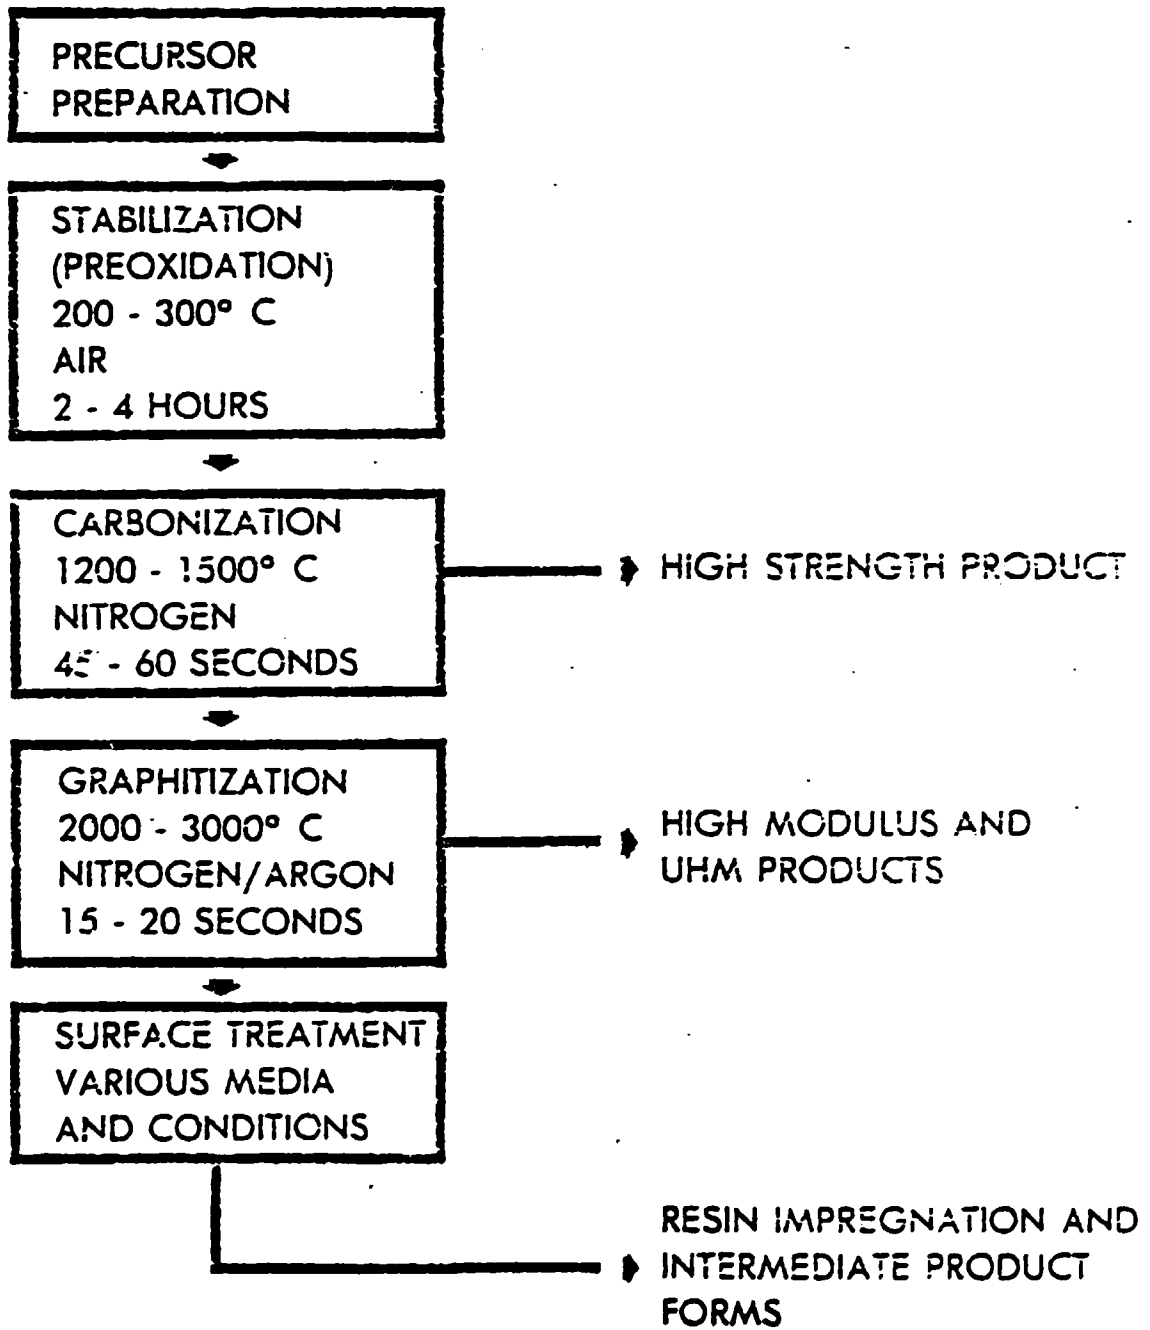 PRECURSOR
PREPARATION
STABILIZATION
(PREOXIDATION)
200 - 300° C
AIR
2 - 4 HOURS
CARBONIZATION
1200 - 1500° C
NITROGEN
45 - 60 SECONDS
HIGH STRENGTH PRODUCT
GRAPHITIZATION
2000 - 3000° C
NITROGEN/ARGON
15 - 20 SECONDS
HIGH MODULUS AND
UHM PRODUCTS
SURFACE TREATMENT
VARIOUS MEDIA
AND CONDITIONS
RESIN IMPREGNATION AND
INTERMEDIATE PRODUCT
FORMS